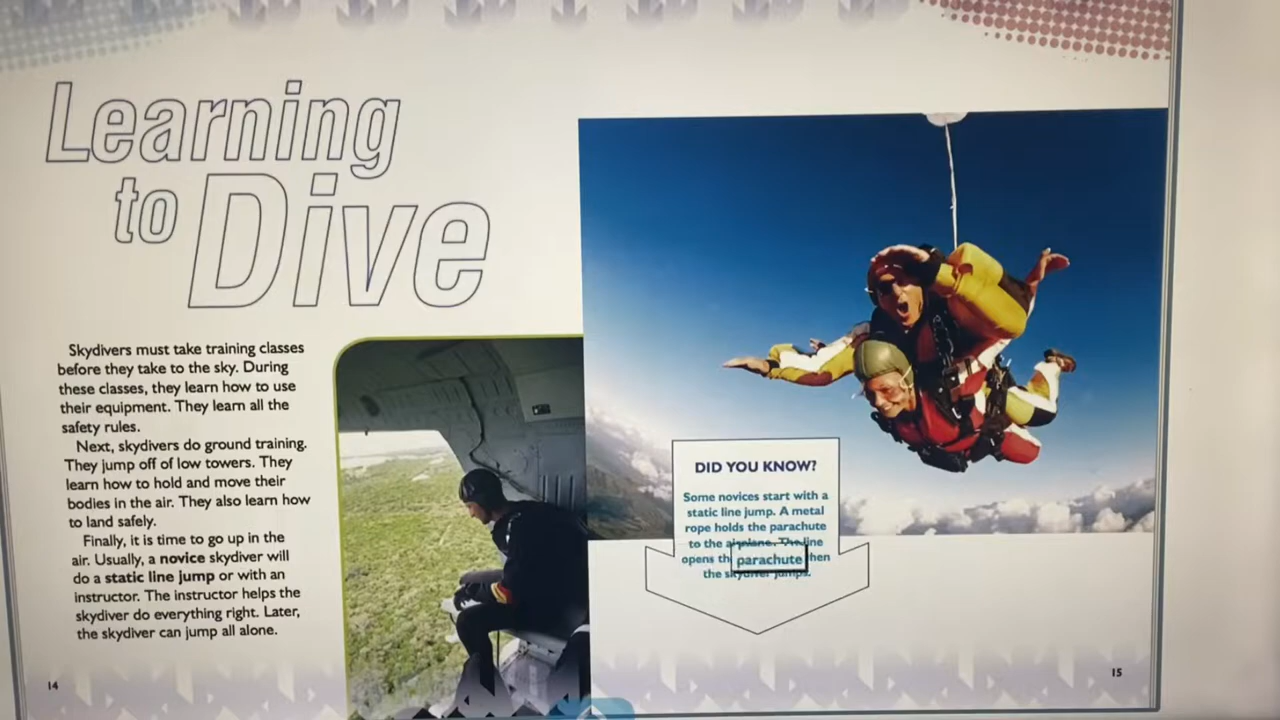 Learning
to Dive
Skydivers must take training classes
before they take to the sky. During
these classes, they learn how to use
their equipment. They learn all the
safety rules.
Next, skydivers do ground training.
They jump off of low towers. They
learn how to hold and move their
bodies in the air. They also learn how
to land safely.
Finally, it is time to go up in the
air. Usually, a novice skydiver will
do a static line jump or with an
instructor. The instructor helps the
skydiver do everything right. Later,
the skydiver can jump all alone.
14
DID YOU KNOW?
Some novices start with a
static line jump. A metal
rope holds the parachute
to the airplane. The line
opens parachute
the skydiver jumps.
15